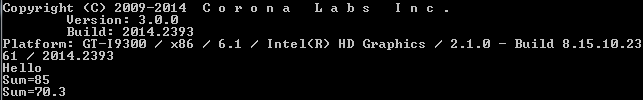 Copyright (C) 2009-2014  C o r o n a   L a b s   I n c .
        Version: 3.0.0
        Build: 2014.2393
Platform: GT-I9300 / x86 / 6.1 / Intel(R) HD Graphics / 2.1.0 - Build 8.15.10.23
61 / 2014.2393
Hello
Sum=85
Sum=70.3